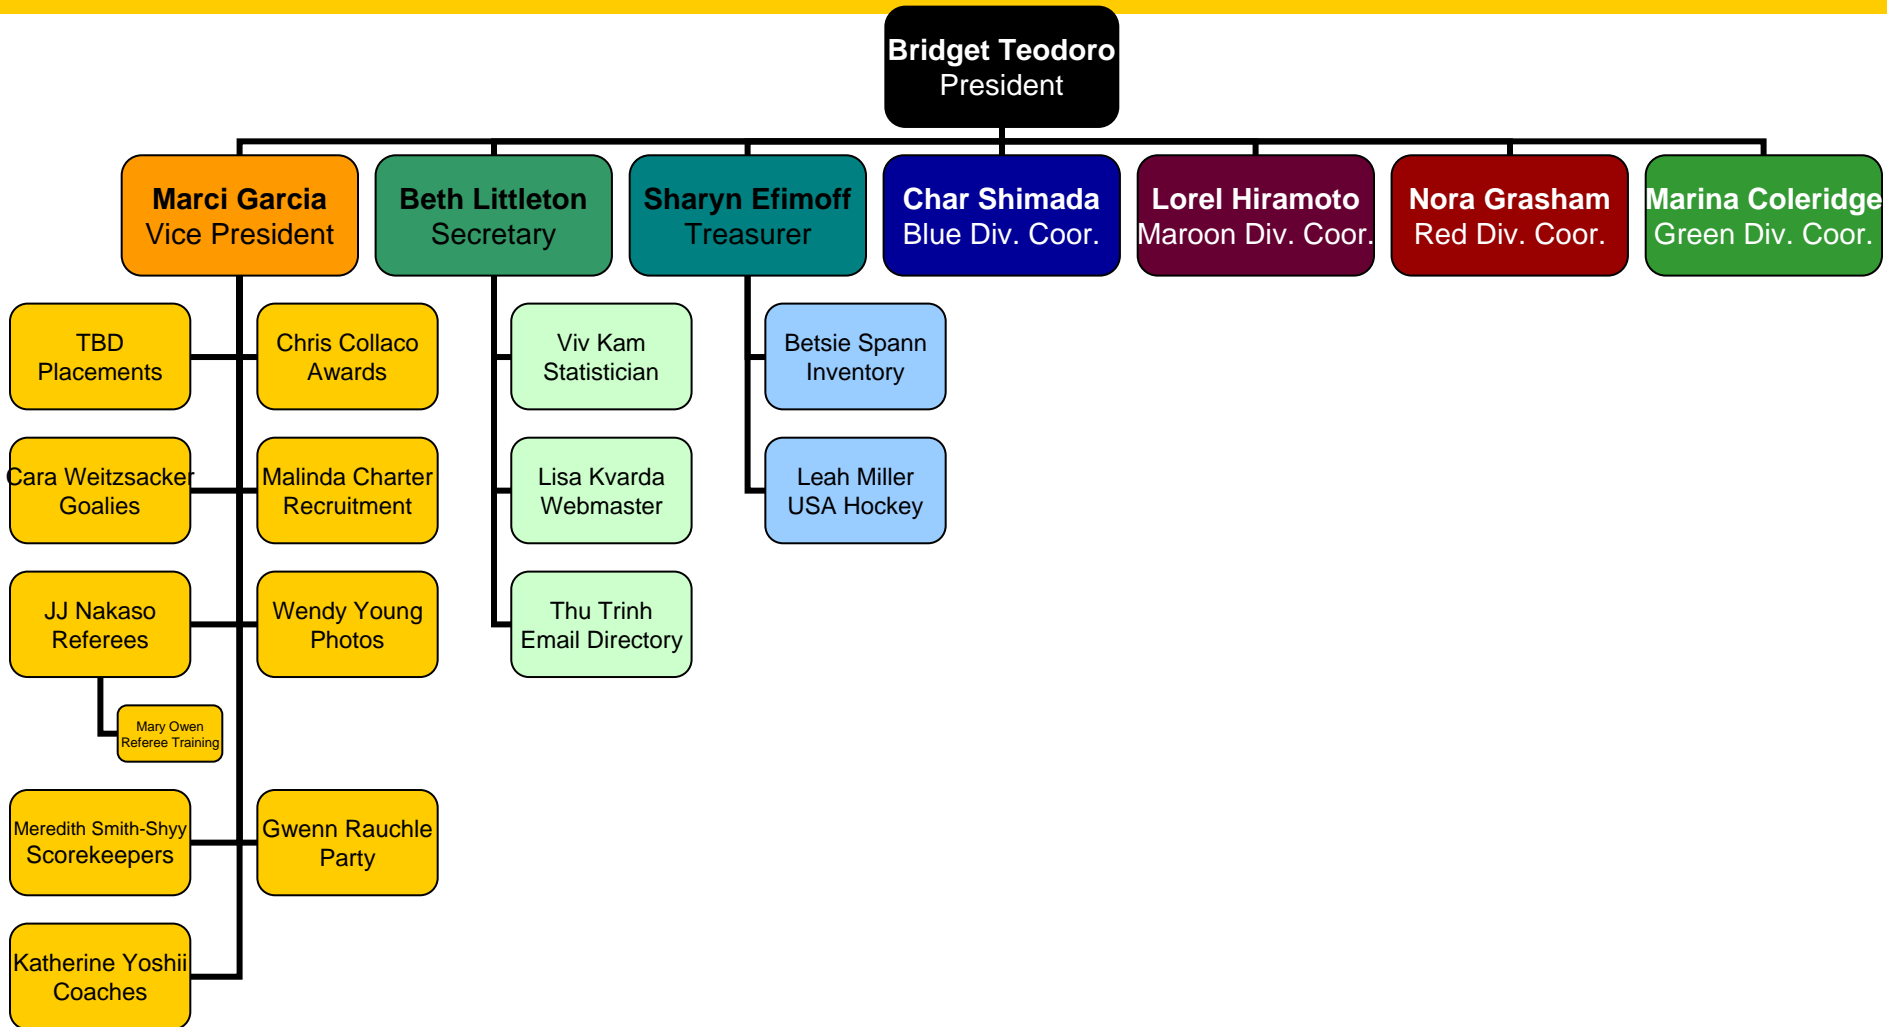 Bridget Teodoro
President
Marci Garcia
Vice President
Beth Littleton
Secretary
Sharyn Efimoff
Treasurer
Char Shimada
Blue Div. Coor.
Lorel Hiramoto
Maroon Div. Coor.
Nora Grasham
Red Div. Coor.
Marina Coleridge
Green Div. Coor.
TBD
Placements
Chris Collaco
Awards
Viv Kam
Statistician
Betsie Spann
Inventory
Cara Weitzsacker
Goalies
Malinda Charter
Recruitment
Lisa Kvarda
Webmaster
Leah Miller
USA Hockey
JJ Nakaso
Referees
Wendy Young
Photos
Thu Trinh
Email Directory
Mary Owen
Referee Training
Meredith Smith-Shyy
Scorekeepers
Gwenn Rauchle
Party
Katherine Yoshii
Coaches